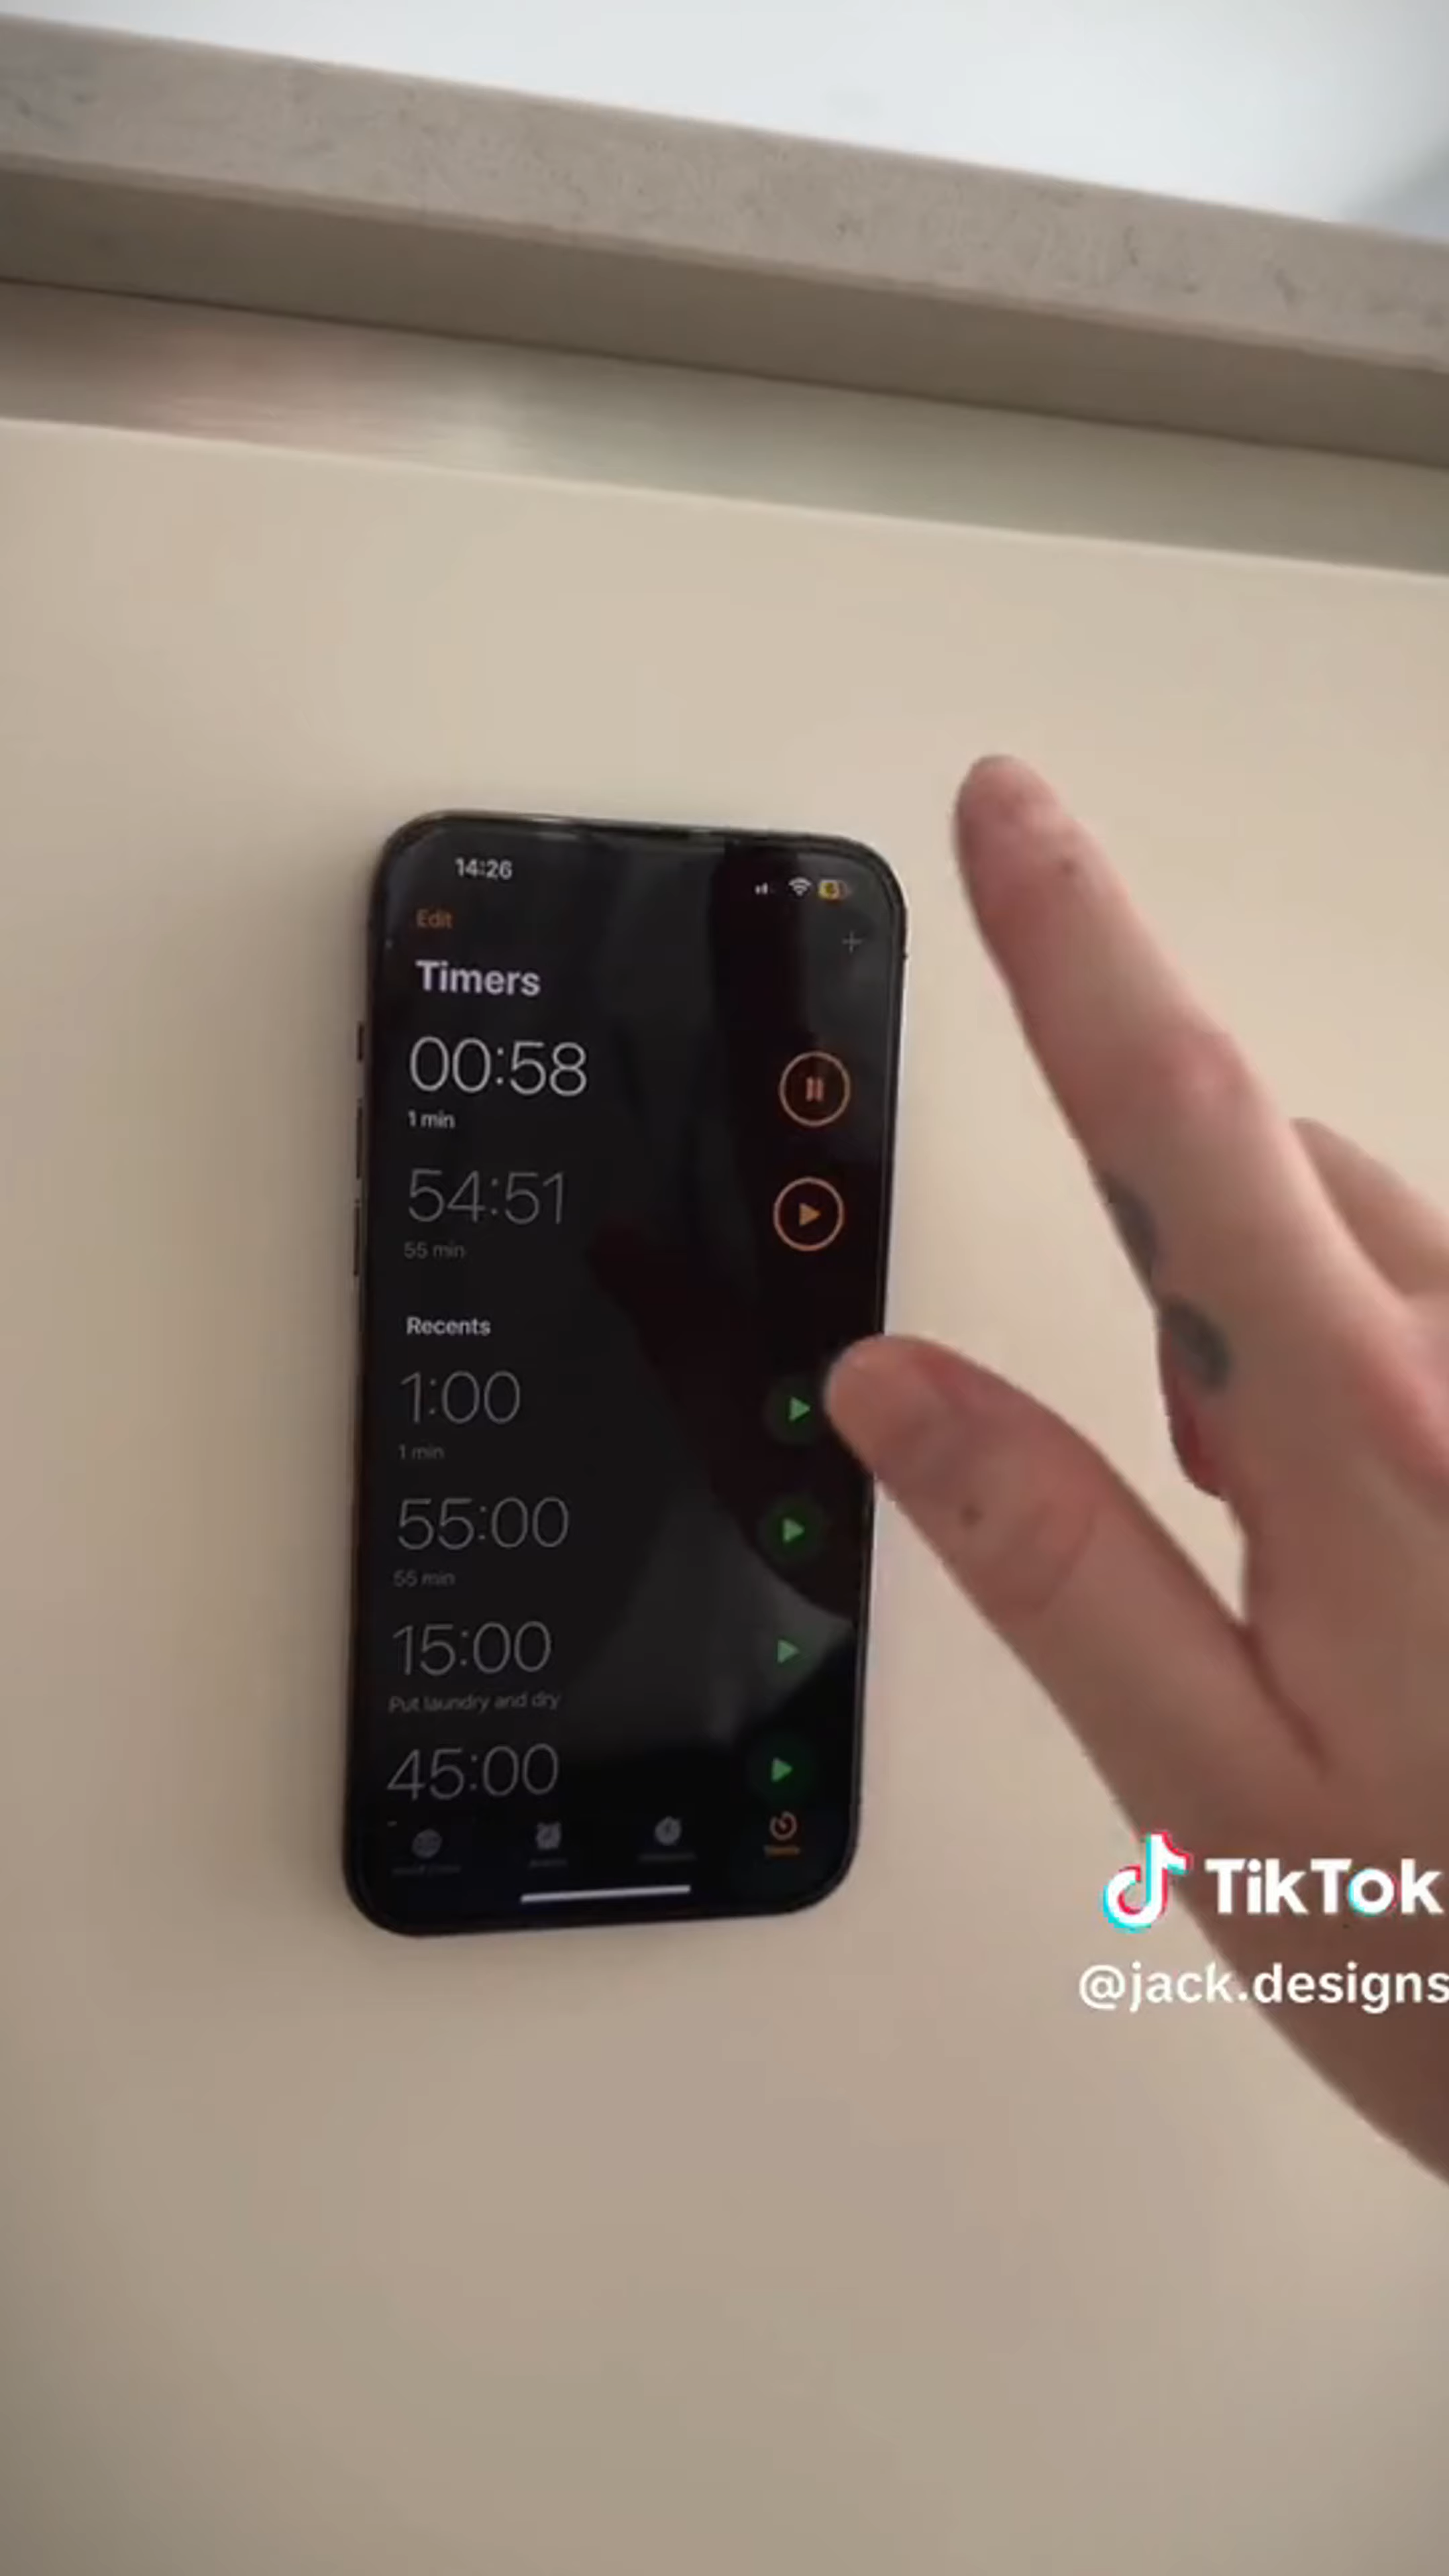 14:26
Edit
Timers
00:58
1 min
54:51
55 min
Recents
1:00
1 min
55:00
55 min
15:00
Put laundry and dry
45:00
TikTok
@jack.designs